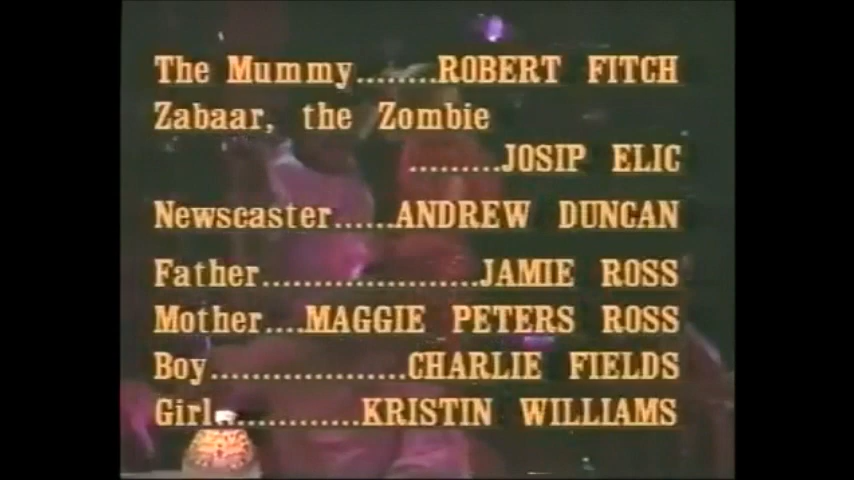 The Mummy........ROBERT FITCH
Zabaar, the Zombie
.........JOSIP ELIC
Newscaster......ANDREW DUNCAN
Father.....................JAMIE ROSS
Mother....MAGGIE PETERS ROSS
Boy...................CHARLIE FIELDS
Girl..............KRISTIN WILLIAMS